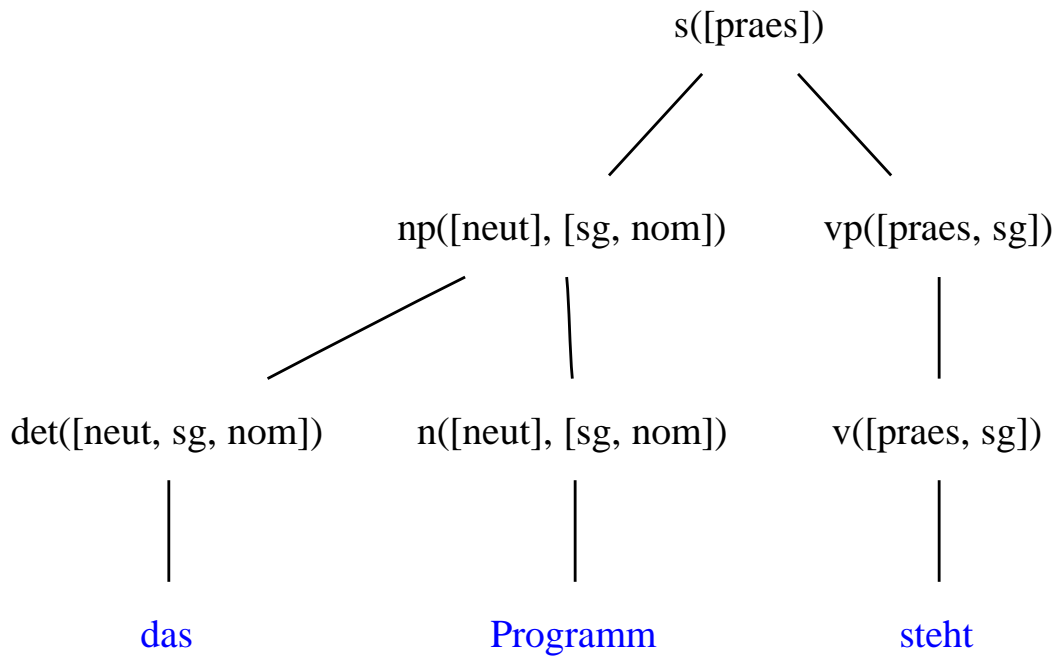 s([praes])
np([neut], [sg, nom]) vp([praes, sg])
det([neut, sg, nom]) n([neut], [sg, nom]) v([praes, sg])
das Programm steht